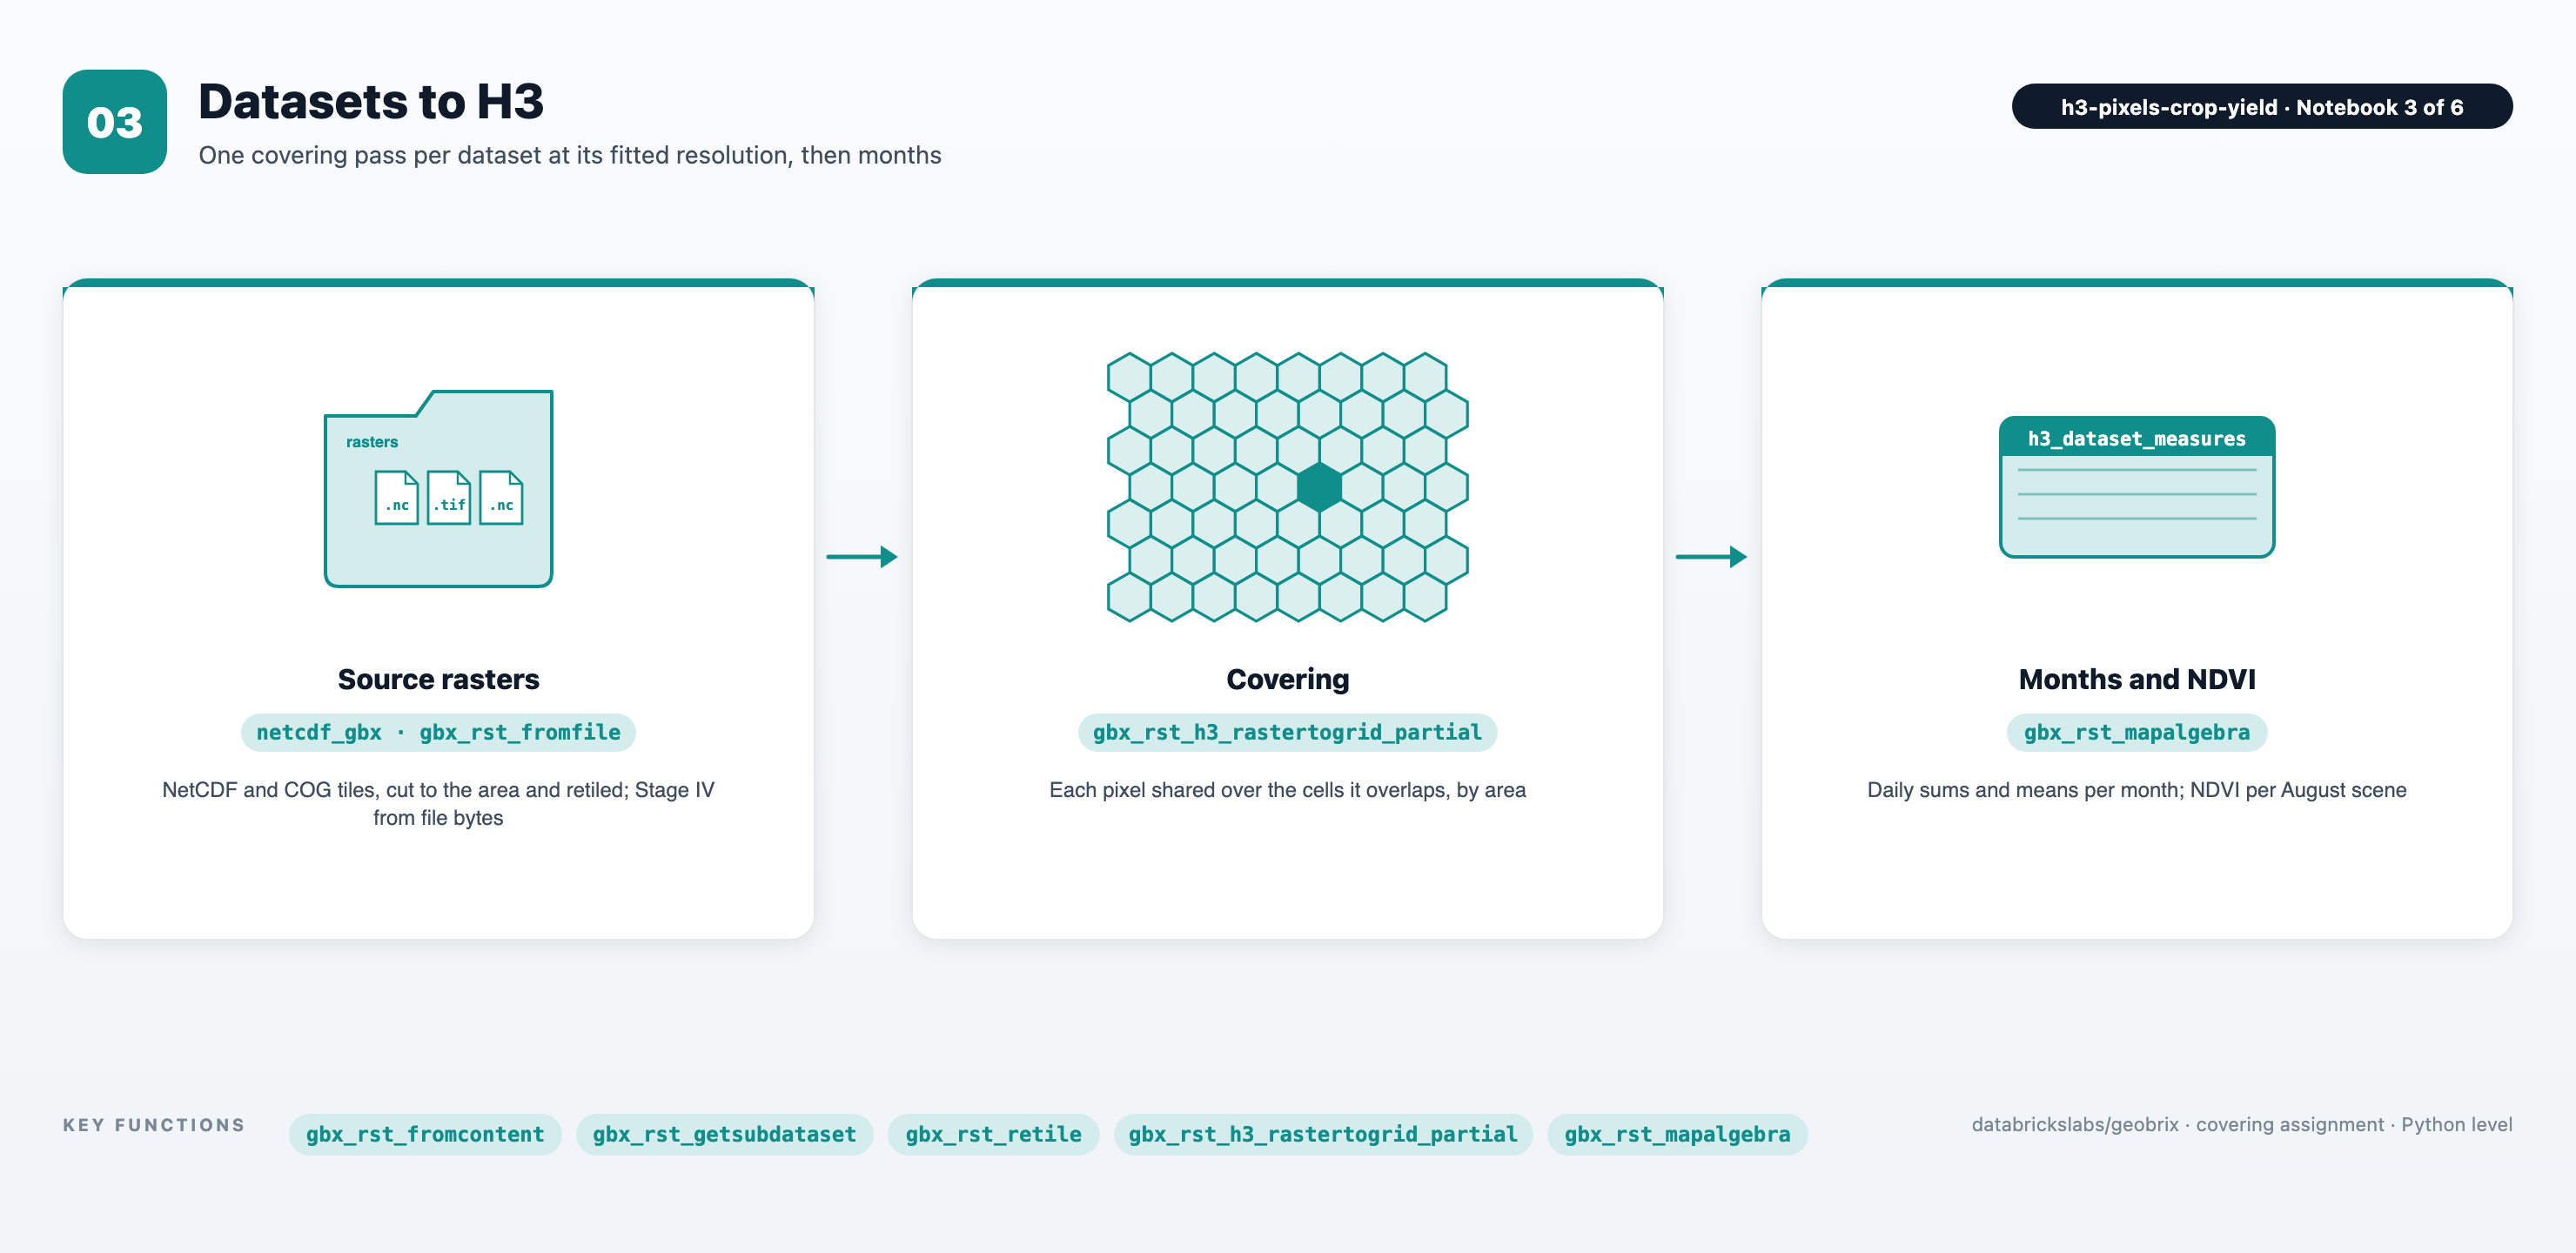 03
Datasets to H3
One covering pass per dataset at its fitted resolution, then months
h3-pixels-crop-yield · Notebook 3 of 6
rasters
.nc
.tif
.nc
Source rasters
netcdf_gbx · gbx_rst_fromfile
NetCDF and COG tiles, cut to the area and retiled; Stage IV
from file bytes
Covering
gbx_rst_h3_rastertogrid_partial
Each pixel shared over the cells it overlaps, by area
h3_dataset_measures
Months and NDVI
gbx_rst_mapalgebra
Daily sums and means per month; NDVI per August scene
KEY FUNCTIONS
gbx_rst_fromcontent
gbx_rst_getsubdataset
gbx_rst_retile
gbx_rst_h3_rastertogrid_partial
gbx_rst_mapalgebra
databrickslabs/geobrix · covering assignment · Python level